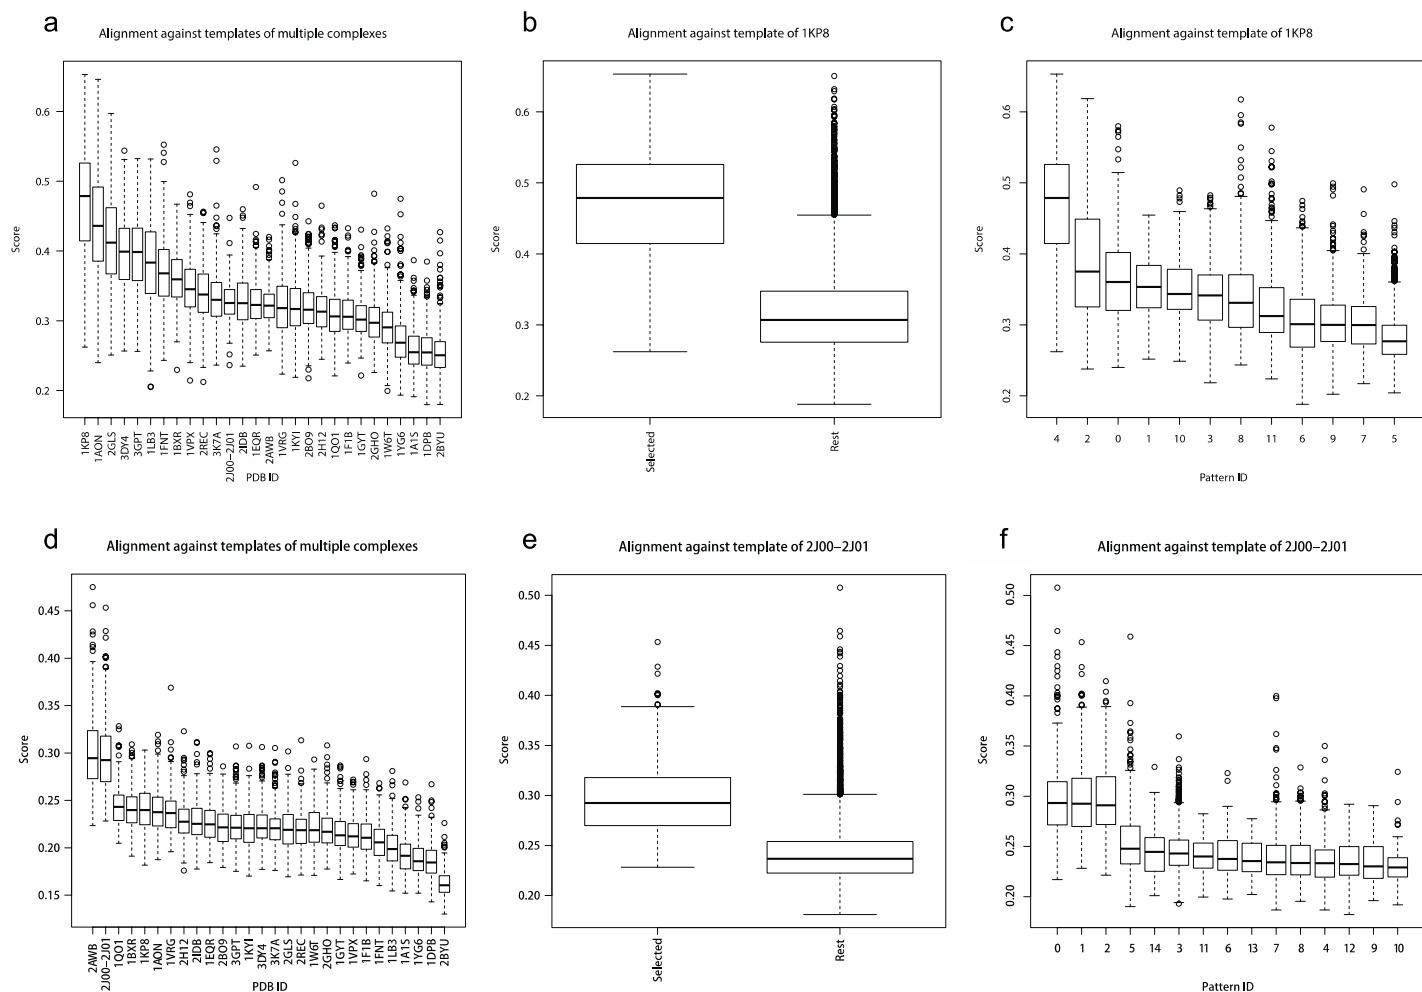 a
Alignment against templates of multiple complexes
Score
0.6
0.5
0.4
0.3
0.2
1KP8 1AON 2GLS 3DY4 3GPT 1LB3 1FNT 1BXR 1VPX 2REC 3K7A 2J00–2J01 2IDB 1EQR 2AWB 1VRG 1KYI 2BO9 2H12 1QO1 1F1B 1GYT 2GHO 1W6T 1YG6 1A1S 1DPB 2BYU
PDB ID
b
Alignment against template of 1KP8
Score
0.6
0.5
0.4
0.3
0.2
Selected Rest
c
Alignment against template of 1KP8
Score
0.6
0.5
0.4
0.3
0.2
4 2 0 1 10 3 8 11 6 9 7 5
Pattern ID
d
Alignment against templates of multiple complexes
Score
0.45
0.40
0.35
0.30
0.25
0.20
0.15
2AWB 2J00–2J01 1QO1 1BXR 1KP8 1AON 1VRG 2H12 2IDB 1EQR 2BO9 3GPT 1KYI 3DY4 3K7A 2GLS 2REC 1W6T 2GHO 1GYT 1VPX 1F1B 1FNT 1LB3 1A1S 1YG6 1DPB 2BYU
PDB ID
e
Alignment against template of 2J00–2J01
Score
0.50
0.45
0.40
0.35
0.30
0.25
0.20
Selected Rest
f
Alignment against template of 2J00–2J01
Score
0.50
0.40
0.30
0.25
0.20
0 1 2 5 14 3 11 6 13 7 8 4 12 9 10
Pattern ID